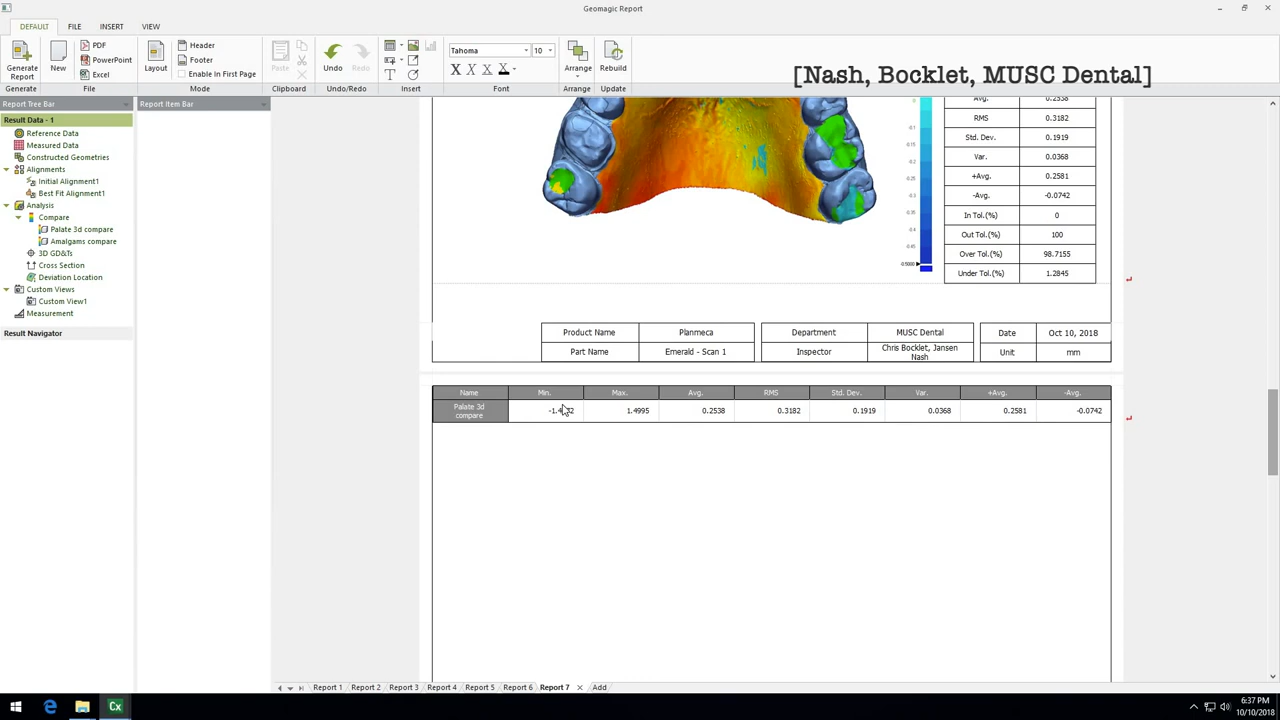 Geomagic Report
DEFAULT FILE INSERT VIEW
Generate Report
New
PDF
PowerPoint
Excel
Layout
Header
Footer
Enable In First Page
Paste
Undo
Redo
Tahoma 10
X X X X
Arrange
Rebuild
Generate File Mode Clipboard Undo/Redo Insert Font Arrange Update
[Nash, Bocklet, MUSC Dental]
Report Tree Bar
Report Item Bar
Result Data - 1
Reference Data
Measured Data
Constructed Geometries
Alignments
Initial Alignment1
Best Fit Alignment1
Analysis
Compare
Palate 3d compare
Amalgams compare
3D GD&Ts
Cross Section
Deviation Location
Custom Views
Custom View1
Measurement
Result Navigator
Avg. 0.2538
RMS 0.3182
Std. Dev. 0.1919
Var. 0.0368
+Avg. 0.2581
-Avg. -0.0742
In Tol.(%) 0
Out Tol.(%) 100
Over Tol.(%) 98.7155
Under Tol.(%) 1.2845
Product Name Planmeca Department MUSC Dental Date Oct 10, 2018
Part Name Emerald - Scan 1 Inspector Chris Bocklet, Jansen Nash Unit mm
Name Min. Max. Avg. RMS Std. Dev. Var. +Avg. -Avg.
Palate 3d compare 1.4995 0.2538 0.3182 0.1919 0.0368 0.2581 -0.0742
Report 1 Report 2 Report 3 Report 4 Report 5 Report 6 Report 7 Add
6:37 PM
10/10/2018